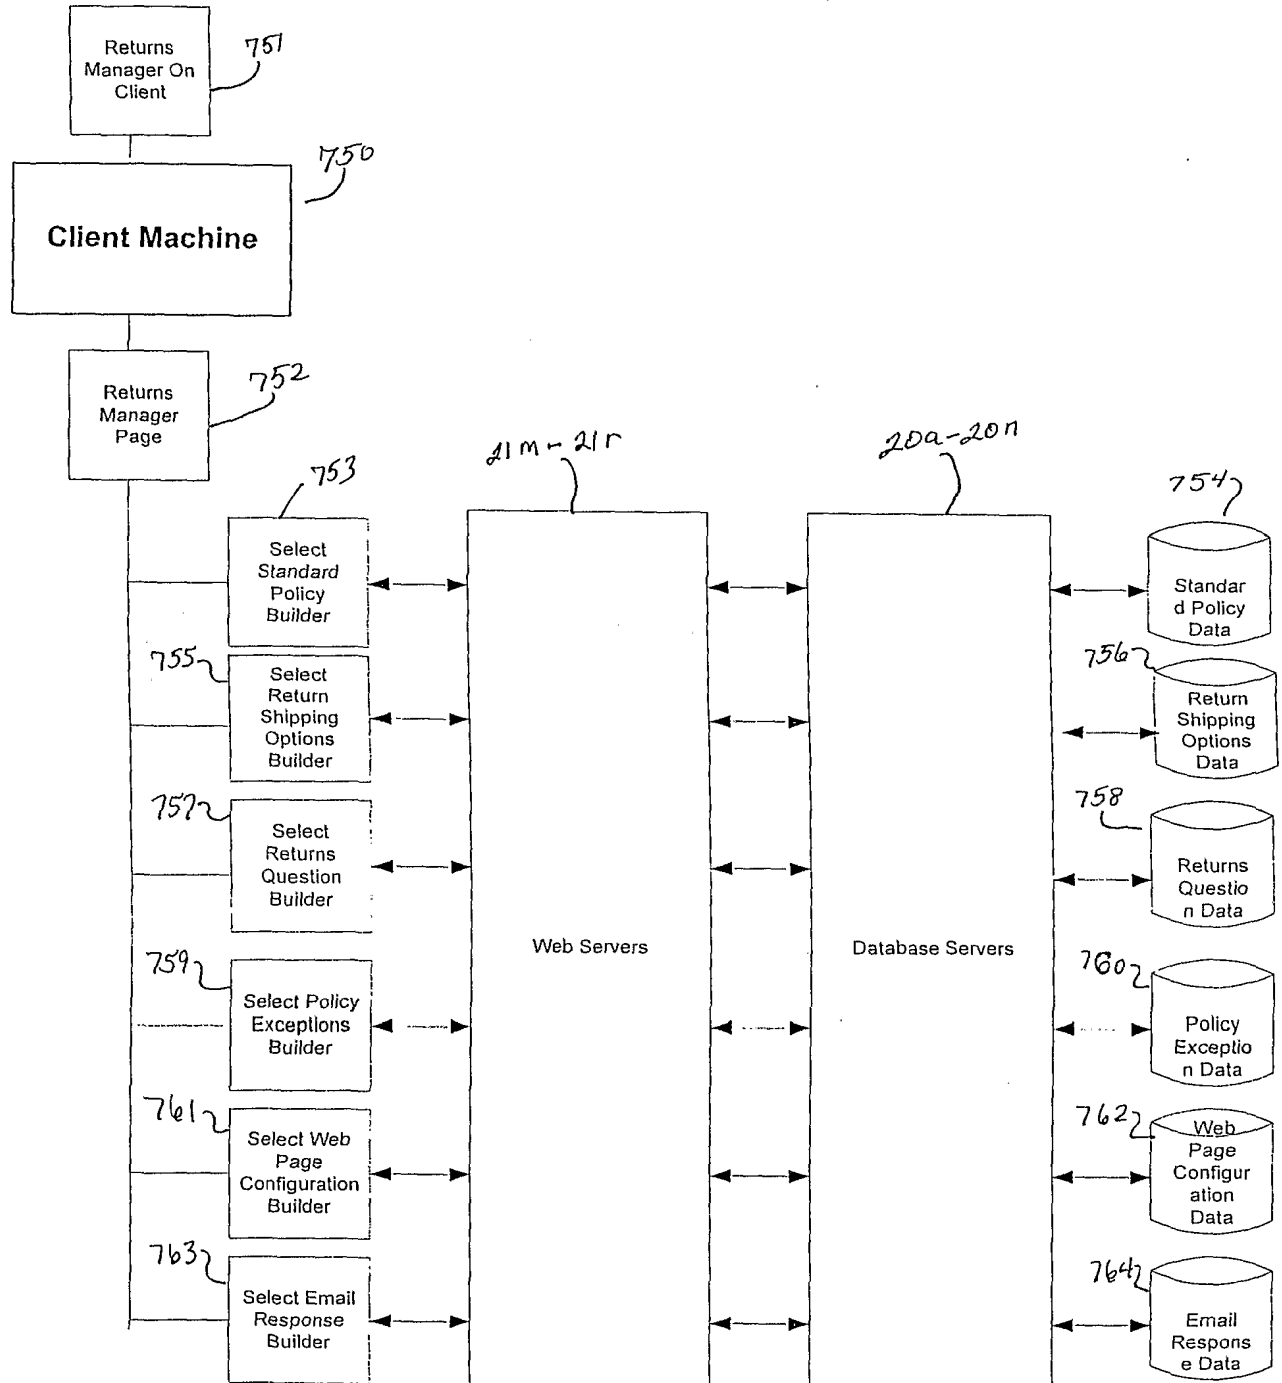 Returns
Manager On
Client
751
750
Client Machine
Returns
Manager
Page
752
753
21m - 21r
20a-20n
754
Select
Standard
Policy
Builder
Standar
d Policy
Data
755
Select
Return
Shipping
Options
Builder
756
Return
Shipping
Options
Data
757
Select
Returns
Question
Builder
758
Returns
Questio
n Data
Web Servers
Database Servers
759
Select Policy
Exceptions
Builder
760
Policy
Exceptio
n Data
761
Select Web
Page
Configuration
Builder
762
Web
Page
Configur
ation
Data
763
Select Email
Response
Builder
764
Email
Respons
e Data